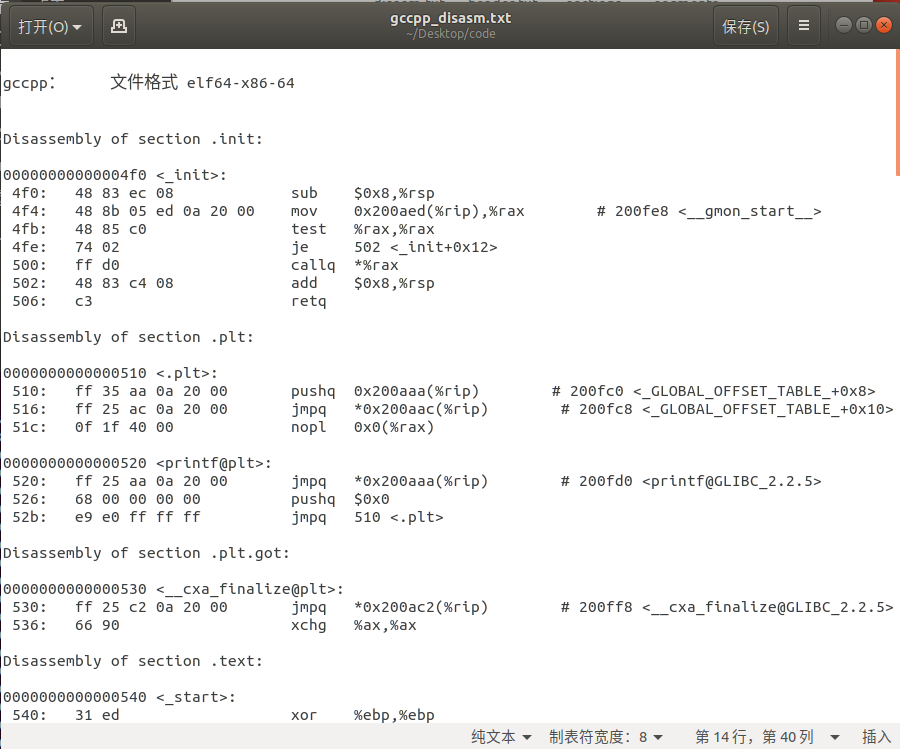 打开(O)
gccpp_disasm.txt
~/Desktop/code
保存(S)
gccpp:      文件格式 elf64-x86-64
Disassembly of section .init:
00000000000004f0 <_init>:
 4f0:   48 83 ec 08             sub    $0x8,%rsp
 4f4:   48 8b 05 ed 0a 20 00    mov    0x200aed(%rip),%rax        # 200fe8 <__gmon_start__>
 4fb:   48 85 c0                test   %rax,%rax
 4fe:   74 02                   je     502 <_init+0x12>
 500:   ff d0                   callq  *%rax
 502:   48 83 c4 08             add    $0x8,%rsp
 506:   c3                      retq
Disassembly of section .plt:
0000000000000510 <.plt>:
 510:   ff 35 aa 0a 20 00       pushq  0x200aaa(%rip)        # 200fc0 <_GLOBAL_OFFSET_TABLE_+0x8>
 516:   ff 25 ac 0a 20 00       jmpq   *0x200aac(%rip)        # 200fc8 <_GLOBAL_OFFSET_TABLE_+0x10>
 51c:   0f 1f 40 00             nopl   0x0(%rax)
0000000000000520 <printf@plt>:
 520:   ff 25 aa 0a 20 00       jmpq   *0x200aaa(%rip)        # 200fd0 <printf@GLIBC_2.2.5>
 526:   68 00 00 00 00          pushq  $0x0
 52b:   e9 e0 ff ff ff          jmpq   510 <.plt>
Disassembly of section .plt.got:
0000000000000530 <__cxa_finalize@plt>:
 530:   ff 25 c2 0a 20 00       jmpq   *0x200ac2(%rip)        # 200ff8 <__cxa_finalize@GLIBC_2.2.5>
 536:   66 90                   xchg   %ax,%ax
Disassembly of section .text:
0000000000000540 <_start>:
 540:   31 ed                   xor    %ebp,%ebp
纯文本 制表符宽度：8 第 14 行，第 40 列 插入